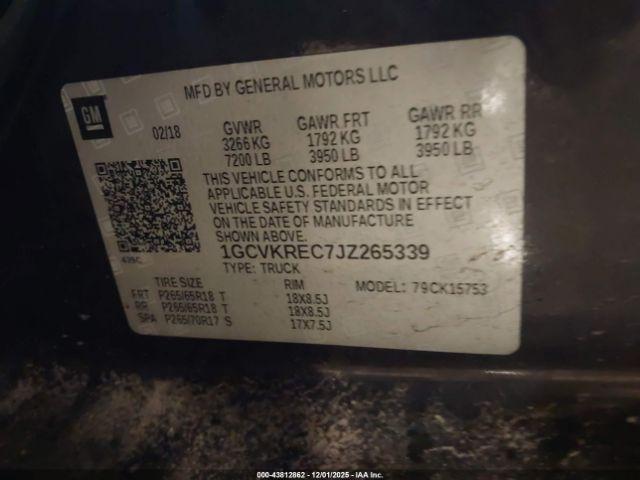 MFD BY GENERAL MOTORS LLC
GM
02/18
GVWR GAWR FRT GAWR RR
3266 KG 1792 KG 1792 KG
7200 LB 3950 LB 3950 LB
THIS VEHICLE CONFORMS TO ALL
APPLICABLE U.S. FEDERAL MOTOR
VEHICLE SAFETY STANDARDS IN EFFECT
ON THE DATE OF MANUFACTURE
SHOWN ABOVE.
439C
1GCVKREC7JZ265339
TYPE: TRUCK
TIRE SIZE RIM MODEL: 79CK15753
FRT P265/65R18 T 18X8.5J
RR P265/65R18 T 18X8.5J
SPA P265/70R17 S 17X7.5J
000-43812862 - 12/01/2025 - IAA Inc.